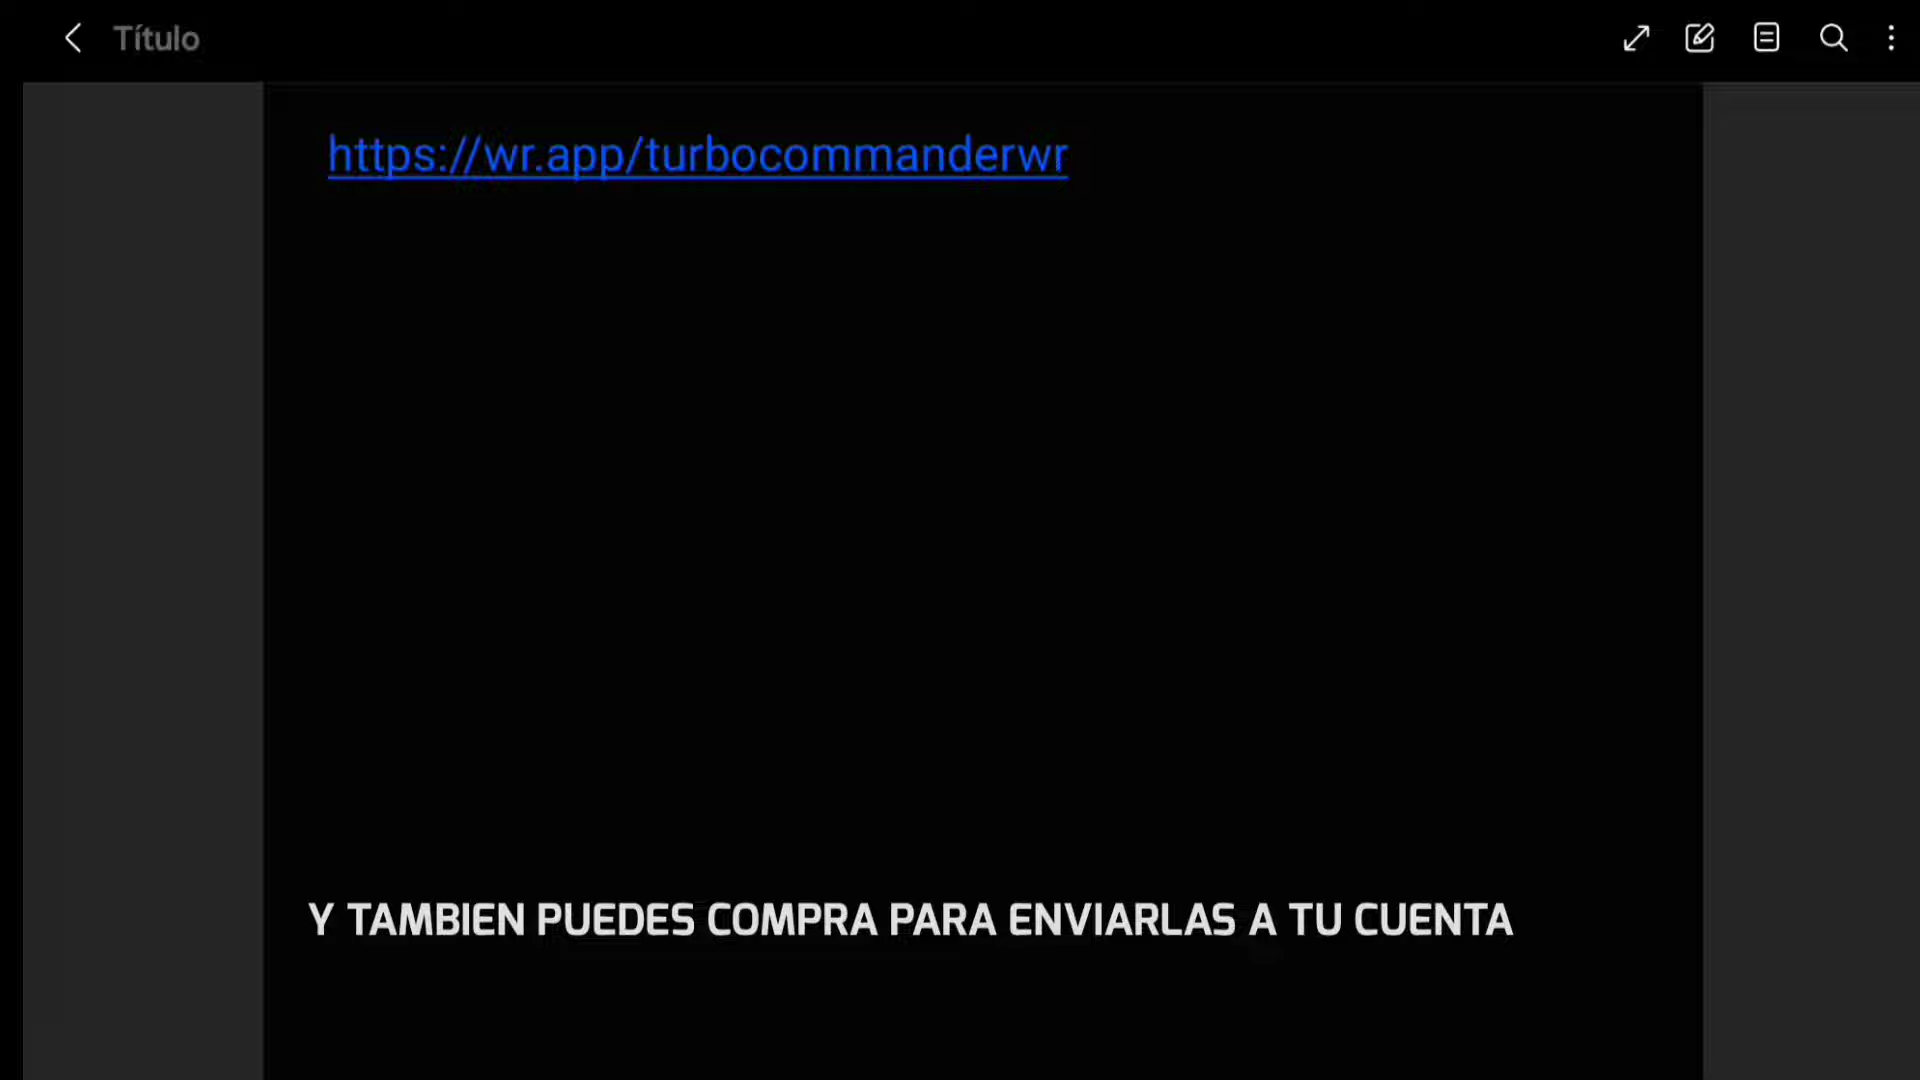 Título
https://wr.app/turbocommanderwr
Y TAMBIEN PUEDES COMPRA PARA ENVIARLAS A TU CUENTA